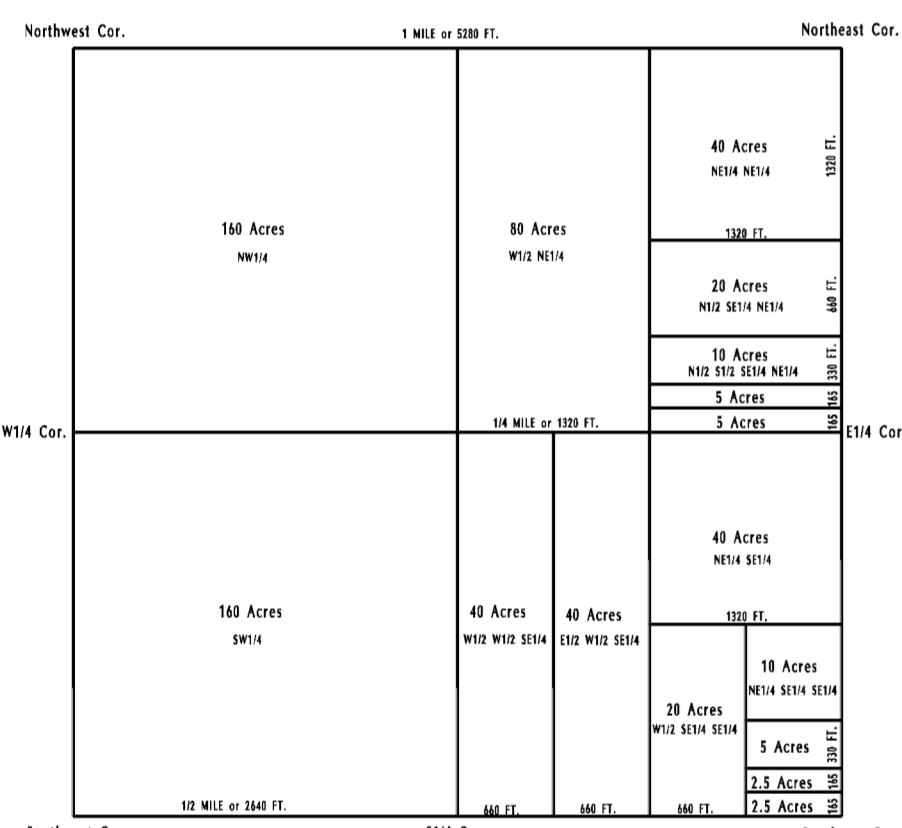 Northwest Cor.
1 MILE or 5280 FT.
Northeast Cor.
160 Acres
NW1/4
80 Acres
W1/2 NE1/4
40 Acres
NE1/4 NE1/4
1320 FT.
1320 FT.
20 Acres
N1/2 SE1/4 NE1/4
660 FT.
10 Acres
N1/2 S1/2 SE1/4 NE1/4
330 FT.
5 Acres
165
5 Acres
165
1/4 MILE or 1320 FT.
W1/4 Cor.
E1/4 Cor
160 Acres
SW1/4
40 Acres
W1/2 W1/2 SE1/4
40 Acres
E1/2 W1/2 SE1/4
40 Acres
NE1/4 SE1/4
1320 FT.
20 Acres
W1/2 SE1/4 SE1/4
10 Acres
NE1/4 SE1/4 SE1/4
5 Acres
330 FT.
2.5 Acres
165
2.5 Acres
165
1/2 MILE or 2640 FT.
660 FT.
660 FT.
660 FT.